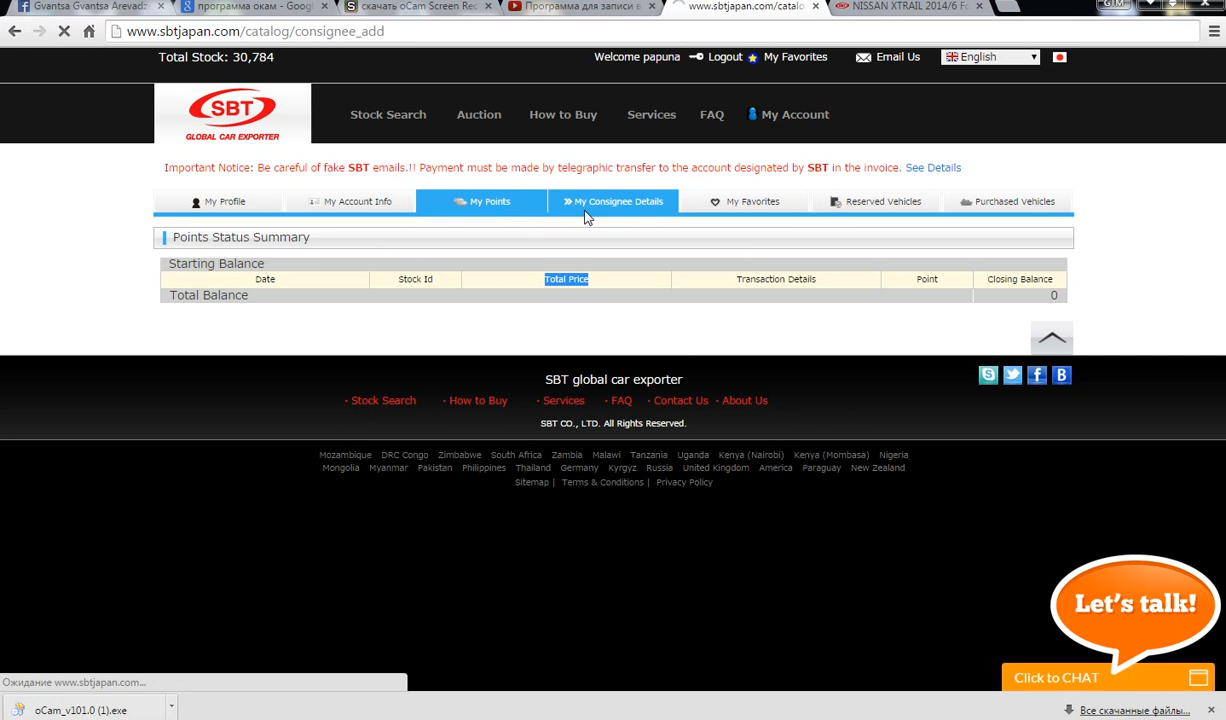 Gvantsa Gvantsa Arevadz
программа окам - Googl
скачать oCam Screen Rec
Программа для записи в
www.sbtjapan.com/catalo
NISSAN XTRAIL 2014/6 Fo
GTM
www.sbtjapan.com/catalog/consignee_add
Total Stock: 30,784
Welcome papuna
Logout
My Favorites
Email Us
English
SBT
GLOBAL CAR EXPORTER
Stock Search
Auction
How to Buy
Services
FAQ
My Account
Important Notice: Be careful of fake SBT emails.!! Payment must be made by telegraphic transfer to the account designated by SBT in the invoice. See Details
My Profile
My Account Info
My Points
My Consignee Details
My Favorites
Reserved Vehicles
Purchased Vehicles
Points Status Summary
Starting Balance
Date
Stock Id
Total Price
Transaction Details
Point
Closing Balance
Total Balance
0
SBT global car exporter
· Stock Search · How to Buy · Services · FAQ · Contact Us · About Us
SBT CO., LTD. All Rights Reserved.
Mozambique DRC Congo Zimbabwe South Africa Zambia Malawi Tanzania Uganda Kenya (Nairobi) Kenya (Mombasa) Nigeria
Mongolia Myanmar Pakistan Philippines Thailand Germany Kyrgyz Russia United Kingdom America Paraguay New Zealand
Sitemap | Terms & Conditions | Privacy Policy
Let's talk!
Click to CHAT
Ожидание www.sbtjapan.com...
oCam_v101.0 (1).exe
Все скачанные файлы...